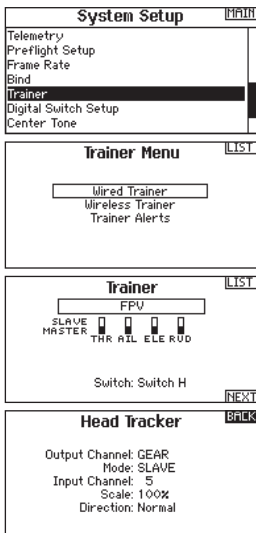 System Setup
MAIN
Telemetry
Preflight Setup
Frame Rate
Bind
Trainer
Digital Switch Setup
Center Tone
Trainer Menu
LIST
Wired Trainer
Wireless Trainer
Trainer Alerts
Trainer
LIST
FPV
SLAVE
MASTER
THR AIL ELE RUD
Switch: Switch H
NEXT
Head Tracker
BACK
Output Channel: GEAR
Mode: SLAVE
Input Channel: 5
Scale: 100%
Direction: Normal